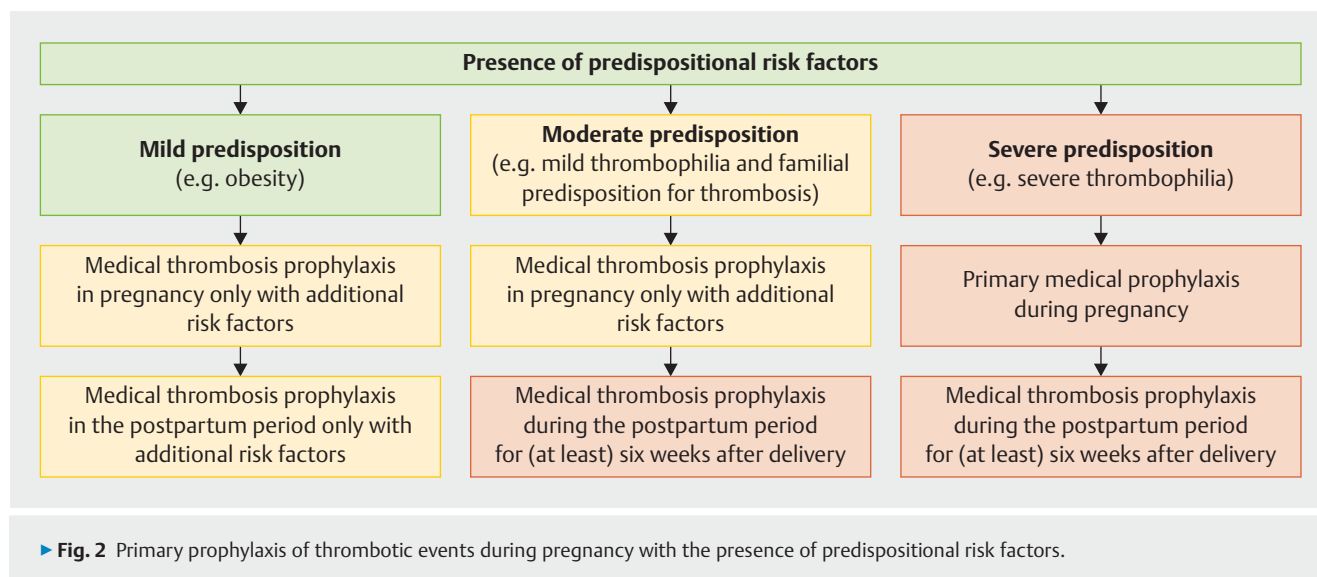 Presence of predispositional risk factors
Mild predisposition
(e.g. obesity)
Moderate predisposition
(e.g. mild thrombophilia and familial
predisposition for thrombosis)
Severe predisposition
(e.g. severe thrombophilia)
Medical thrombosis prophylaxis
in pregnancy only with additional
risk factors
Medical thrombosis prophylaxis
in pregnancy only with additional
risk factors
Primary medical prophylaxis
during pregnancy
Medical thrombosis prophylaxis
in the postpartum period only with
additional risk factors
Medical thrombosis prophylaxis
during the postpartum period
for (at least) six weeks after delivery
Medical thrombosis prophylaxis
during the postpartum period
for (at least) six weeks after delivery
▶ Fig. 2 Primary prophylaxis of thrombotic events during pregnancy with the presence of predispositional risk factors.